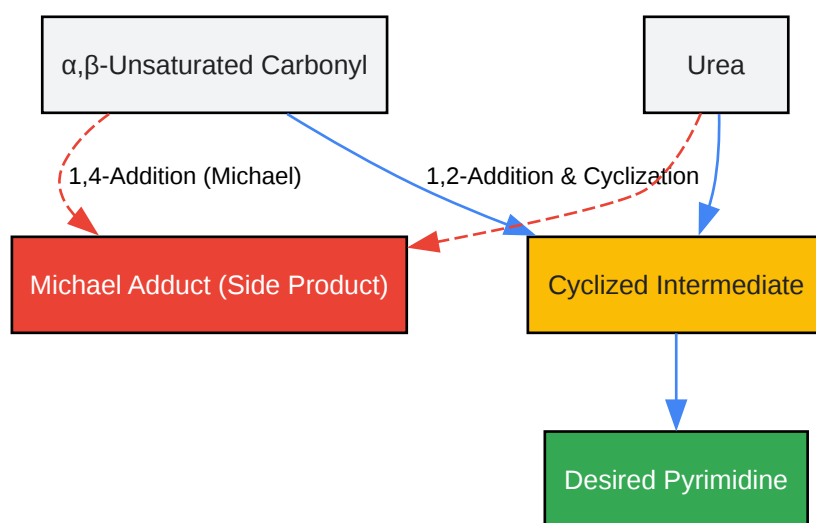 α,β-Unsaturated Carbonyl
Urea
1,4-Addition (Michael)
1,2-Addition & Cyclization
Michael Adduct (Side Product)
Cyclized Intermediate
Desired Pyrimidine